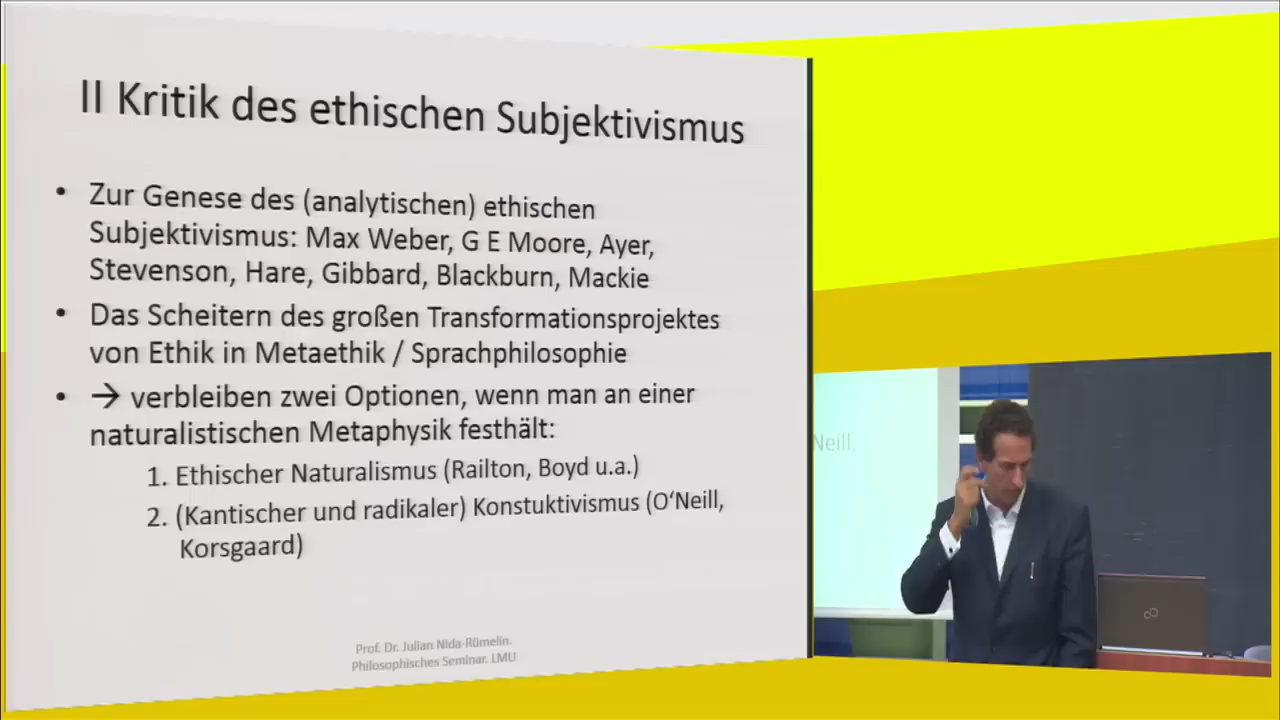 II Kritik des ethischen Subjektivismus
• Zur Genese des (analytischen) ethischen
Subjektivismus: Max Weber, G E Moore, Ayer,
Stevenson, Hare, Gibbard, Blackburn, Mackie
• Das Scheitern des großen Transformationsprojektes
von Ethik in Metaethik / Sprachphilosophie
• → verbleiben zwei Optionen, wenn man an einer
naturalistischen Metaphysik festhält:
1. Ethischer Naturalismus (Railton, Boyd u.a.)
2. (Kantischer und radikaler) Konstuktivismus (O‘Neill,
Korsgaard)
Prof. Dr. Julian Nida-Rümelin.
Philosophisches Seminar. LMU
Neill,